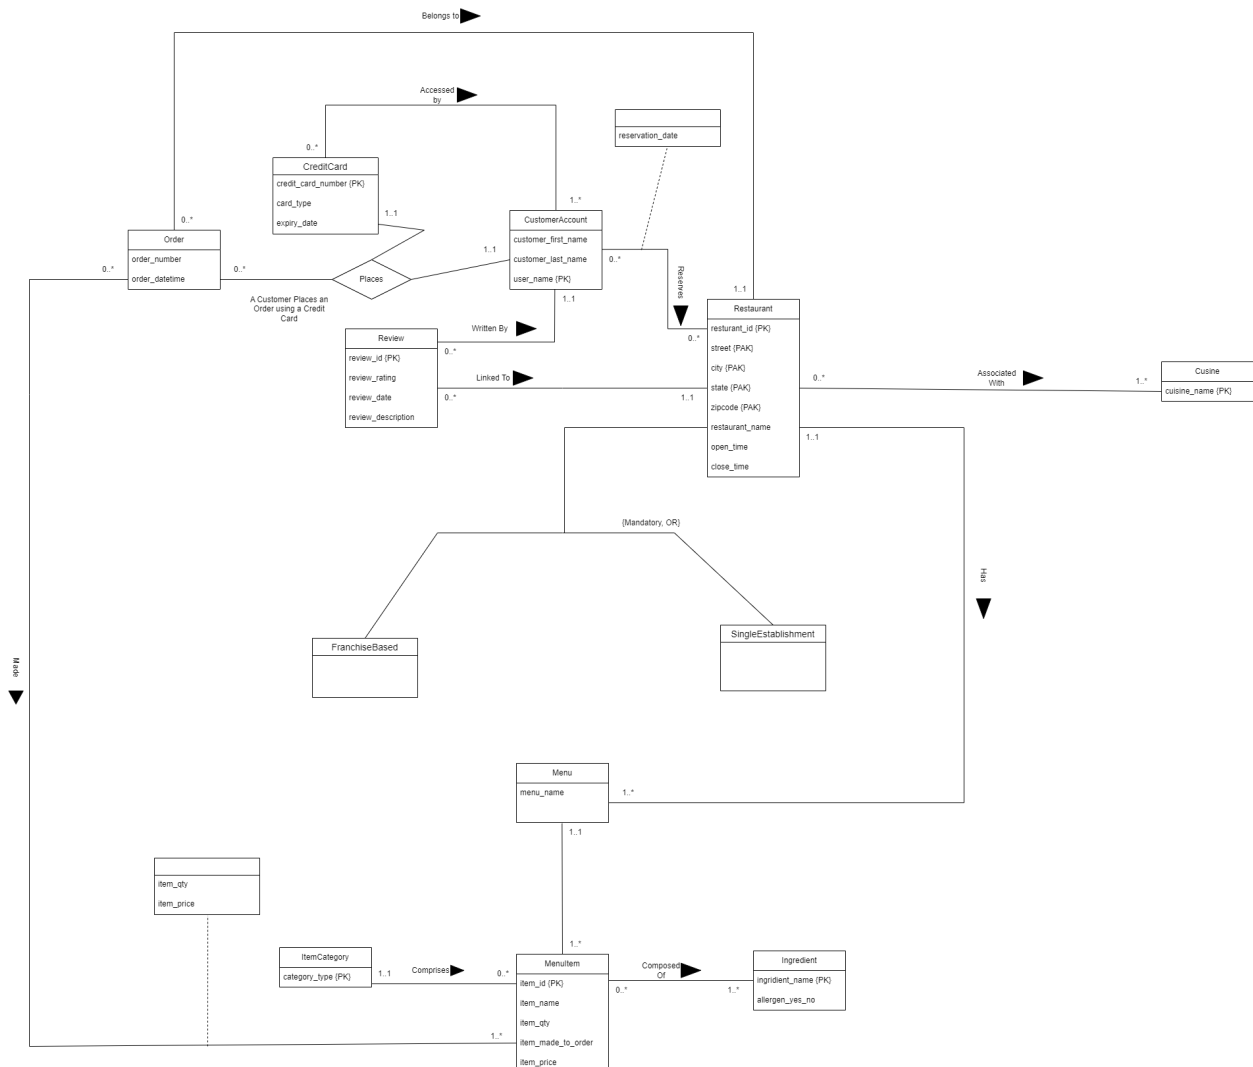 Belongs to
Accessed
by
reservation_date
0..*
CreditCard
credit_card_number {PK}
card_type
expiry_date
1..1
1..*
0..*
Order
order_number
order_datetime
CustomerAccount
customer_first_name
customer_last_name
user_name {PK}
1..1
0..*
0..*
0..*
Places
A Customer Places an
Order using a Credit
Card
Reserves
1..1
1..1
Restaurant
resturant_id {PK}
street {PAK}
city {PAK}
state {PAK}
zipcode {PAK}
restaurant_name
open_time
close_time
Written By
0..*
0..*
Review
review_id {PK}
review_rating
review_date
review_description
Linked To
0..*
1..1
0..*
Associated
With
1..*
Cusine
cuisine_name {PK}
1..1
{Mandatory, OR}
Has
FranchiseBased
SingleEstablishment
Made
Menu
menu_name
1..*
1..1
item_qty
item_price
1..*
ItemCategory
category_type {PK}
1..1
Comprises
0..*
MenuItem
item_id {PK}
item_name
item_qty
item_made_to_order
item_price
Composed
Of
0..*
1..*
Ingredient
ingridient_name {PK}
allergen_yes_no
1..*